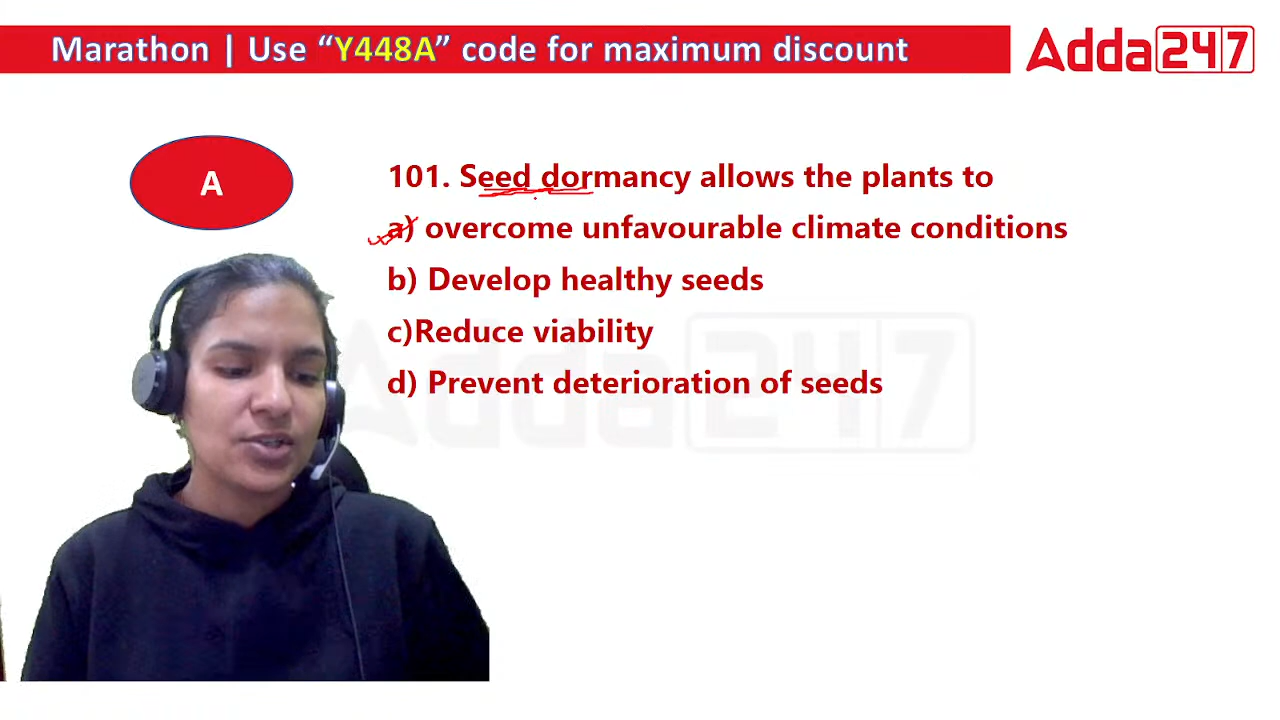 Marathon | Use “Y448A” code for maximum discount
Adda247
A
101. Seed dormancy allows the plants to
a) overcome unfavourable climate conditions
b) Develop healthy seeds
c)Reduce viability
d) Prevent deterioration of seeds
Adda247